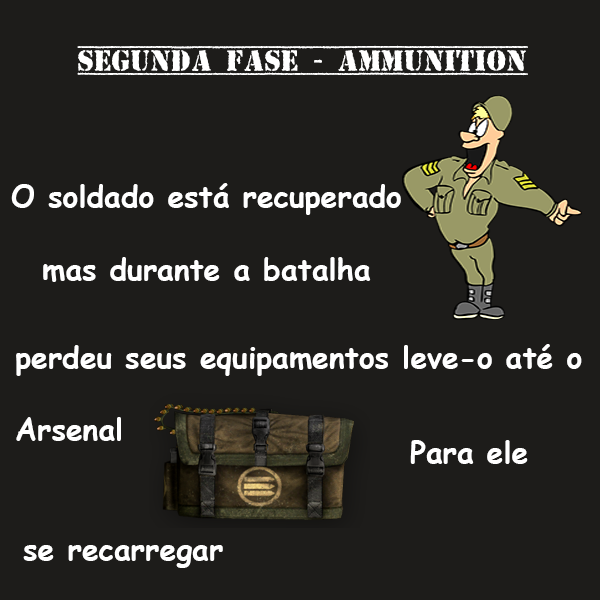 SEGUNDA FASE - AMMUNITION
O soldado está recuperado
mas durante a batalha
perdeu seus equipamentos leve-o até o
Arsenal
Para ele
se recarregar